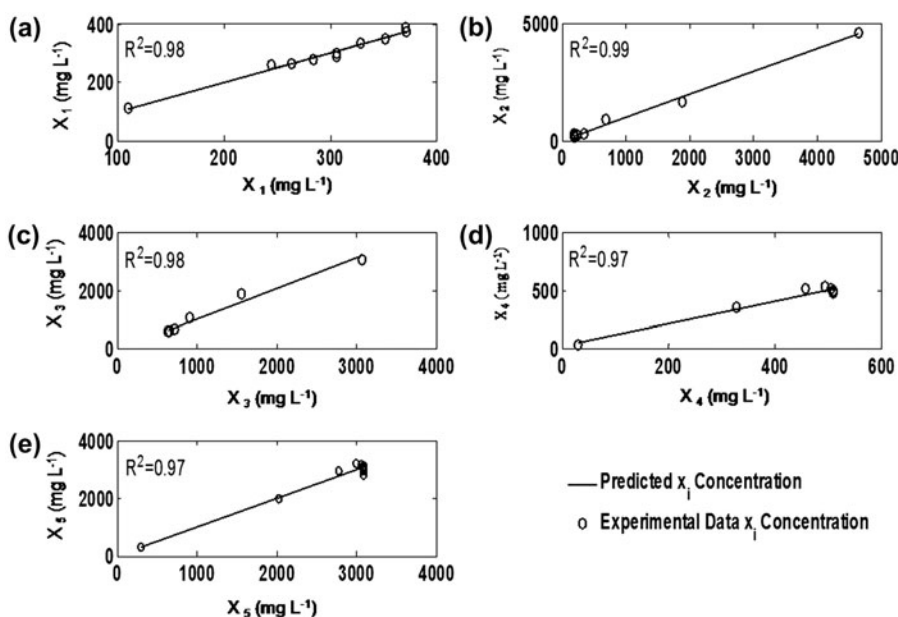 (a)
R²=0.98
X₁ (mg L⁻¹)
400
200
0
100
200
300
400
X₁ (mg L⁻¹)
(b)
R²=0.99
X₂ (mg L⁻¹)
5000
0
0
1000
2000
3000
4000
5000
X₂ (mg L⁻¹)
(c)
R²=0.98
X₃ (mg L⁻¹)
4000
2000
0
0
1000
2000
3000
4000
X₃ (mg L⁻¹)
(d)
R²=0.97
X₄ (mg L⁻¹)
1000
500
0
0
200
400
600
X₄ (mg L⁻¹)
(e)
R²=0.97
X₅ (mg L⁻¹)
4000
2000
0
0
1000
2000
3000
4000
X₅ (mg L⁻¹)
Predicted xᵢ Concentration
Experimental Data xᵢ Concentration